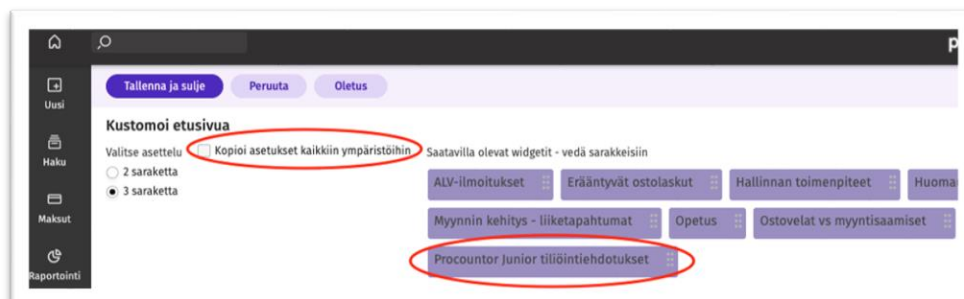 p
Tallenna ja sulje Peruuta Oletus
Uusi
Kustomoi etusivua
Valitse asettelu Kopioi asetukset kaikkiin ympäristöihin Saatavilla olevat widgetit - vedä sarakkeisiin
Haku
2 saraketta
3 saraketta
ALV-ilmoitukset Erääntyvät ostolaskut Hallinnan toimenpiteet Huoma
Maksut
Myynnin kehitys - liiketapahtumat Opetus Ostovelat vs myyntisaamiset
Procountor Junior tiliöintiehdotukset
Raportointi